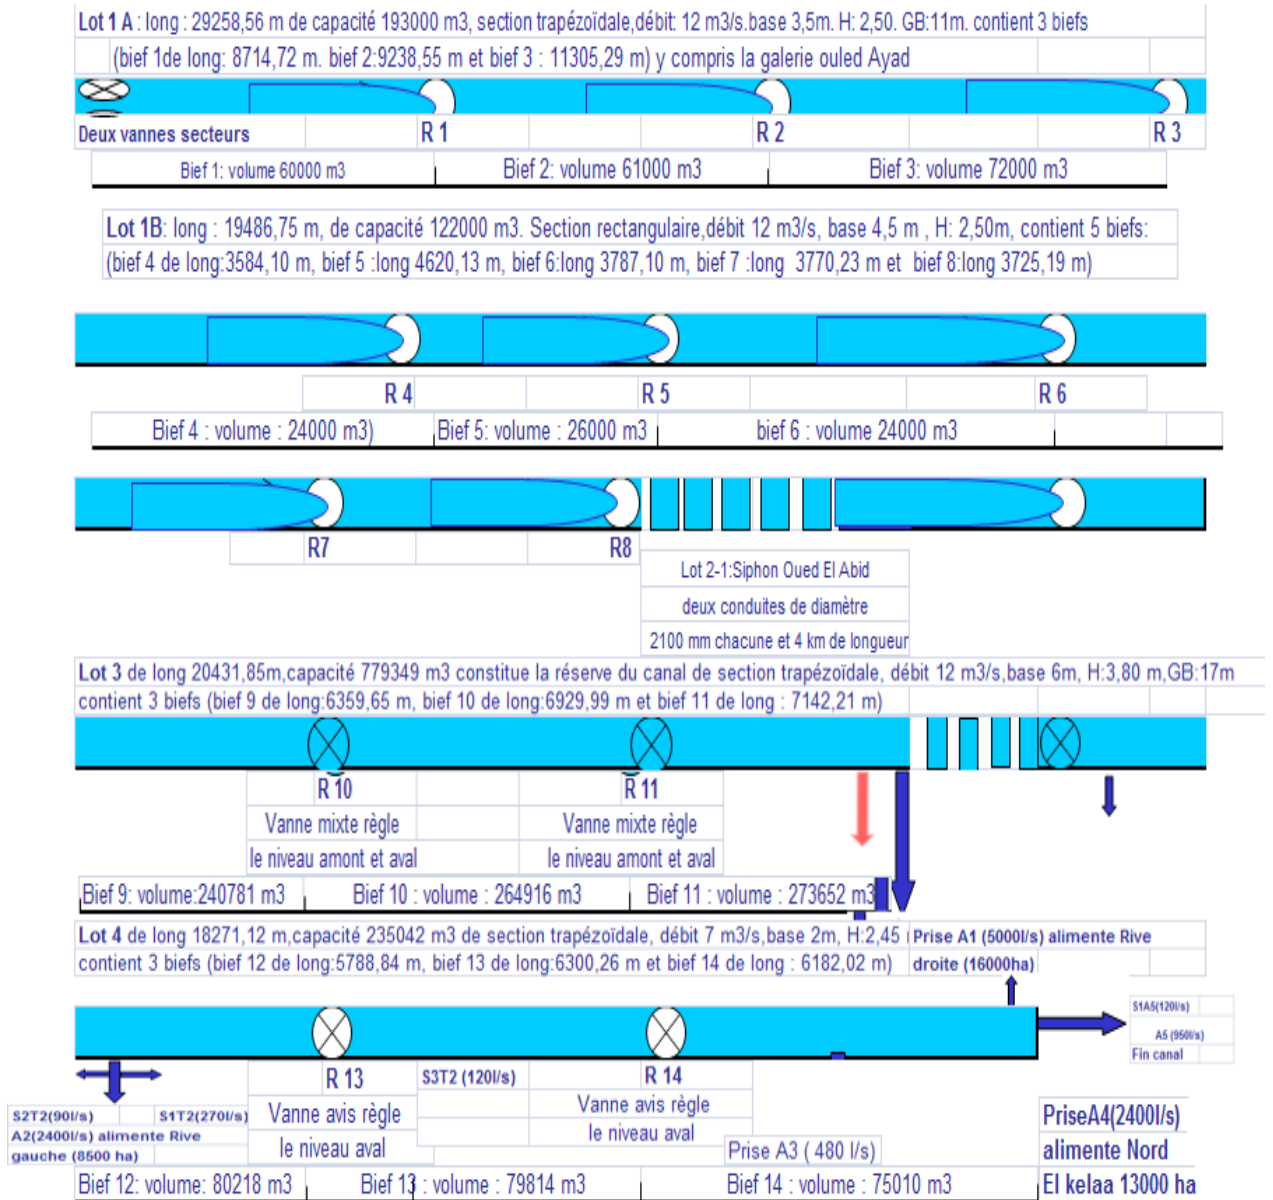 Lot 1 A : long : 29258,56 m de capacité 193000 m3, section trapézoïdale,débit: 12 m3/s.base 3,5m. H: 2,50. GB:11m. contient 3 biefs
(bief 1de long: 8714,72 m. bief 2:9238,55 m et bief 3 : 11305,29 m) y compris la galerie ouled Ayad
Deux vannes secteurs R 1 R 2 R 3
Bief 1: volume 60000 m3 Bief 2: volume 61000 m3 Bief 3: volume 72000 m3
Lot 1B: long : 19486,75 m, de capacité 122000 m3. Section rectangulaire,débit 12 m3/s, base 4,5 m , H: 2,50m, contient 5 biefs:
(bief 4 de long:3584,10 m, bief 5 :long 4620,13 m, bief 6:long 3787,10 m, bief 7 :long 3770,23 m et bief 8:long 3725,19 m)
R 4 R 5 R 6
Bief 4 : volume : 24000 m3) Bief 5: volume : 26000 m3 bief 6 : volume 24000 m3
R7 R8
Lot 2-1:Siphon Oued El Abid
deux conduites de diamètre
2100 mm chacune et 4 km de longueur
Lot 3 de long 20431,85m,capacité 779349 m3 constitue la réserve du canal de section trapézoïdale, débit 12 m3/s,base 6m, H:3,80 m,GB:17m
contient 3 biefs (bief 9 de long:6359,65 m, bief 10 de long:6929,99 m et bief 11 de long : 7142,21 m)
R 10 R 11
Vanne mixte règle Vanne mixte règle
le niveau amont et aval le niveau amont et aval
Bief 9: volume:240781 m3 Bief 10 : volume : 264916 m3 Bief 11 : volume : 273652 m3
Lot 4 de long 18271,12 m,capacité 235042 m3 de section trapézoïdale, débit 7 m3/s,base 2m, H:2,45 Prise A1 (5000l/s) alimente Rive
contient 3 biefs (bief 12 de long:5788,84 m, bief 13 de long:6300,26 m et bief 14 de long : 6182,02 m) droite (16000ha)
S1A5(120l/s)
A5 (950l/s)
Fin canal
R 13 S3T2 (120l/s) R 14
S2T2(90l/s) S1T2(270l/s) Vanne avis règle Vanne avis règle PriseA4(2400l/s)
A2(2400l/s) alimente Rive le niveau aval le niveau aval alimente Nord
gauche (8500 ha) Prise A3 ( 480 l/s)
Bief 12: volume: 80218 m3 Bief 13 : volume : 79814 m3 Bief 14 : volume : 75010 m3 El kelaa 13000 ha